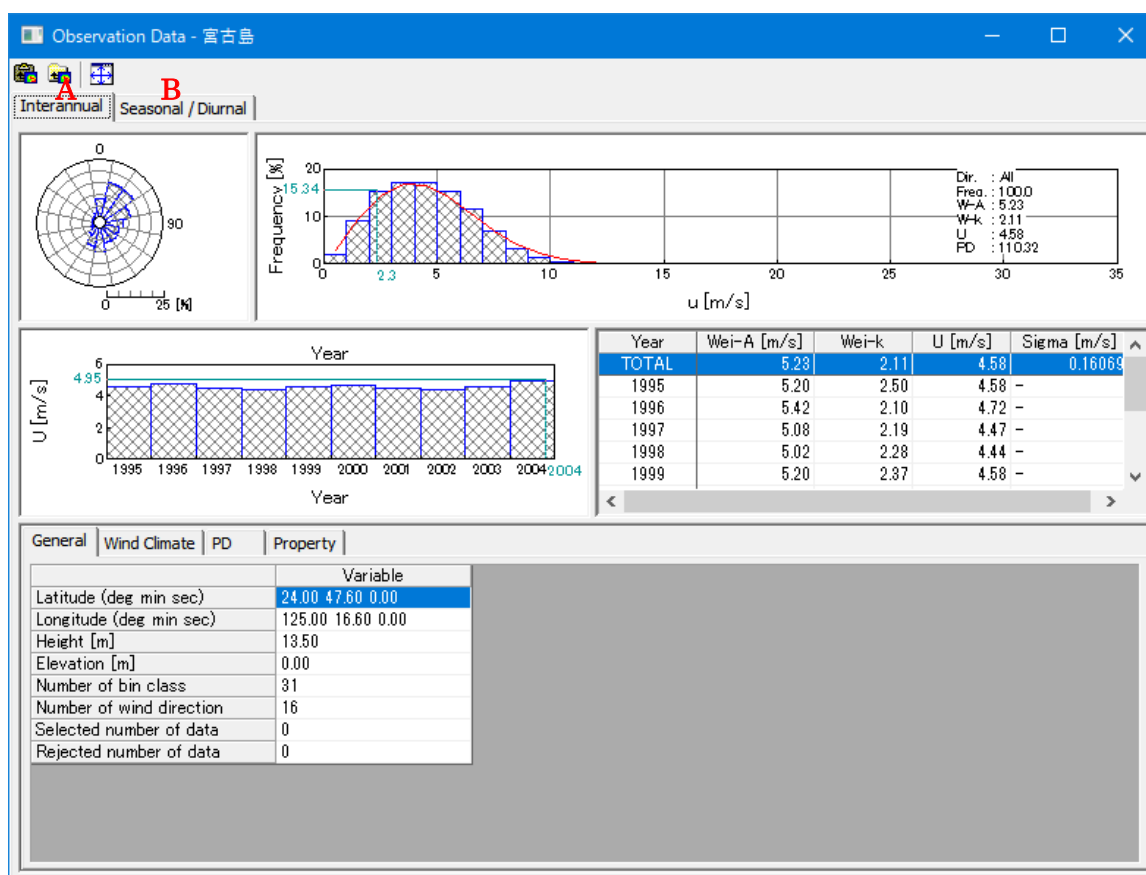 Observation Data - 宮古島
A B
Interannual Seasonal / Diurnal
0
90
0 25 [%]
Frequency [%]
20
15.34
10
0
2.3 5 10 15 20 25 30 35
u [m/s]
Dir. : All
Freq. : 100.0
W-A : 5.23
W-k : 2.11
U : 4.58
PD : 110.32
Year
U [m/s]
6
4.95
4
2
0
1995 1996 1997 1998 1999 2000 2001 2002 2003 2004 2004
Year
Year Wei-A [m/s] Wei-k U [m/s] Sigma [m/s]
TOTAL 5.23 2.11 4.58 0.16069
1995 5.20 2.50 4.58 -
1996 5.42 2.10 4.72 -
1997 5.08 2.19 4.47 -
1998 5.02 2.28 4.44 -
1999 5.20 2.37 4.58 -
General Wind Climate PD Property
Variable
Latitude (deg min sec) 24.00 47.60 0.00
Longitude (deg min sec) 125.00 16.60 0.00
Height [m] 13.50
Elevation [m] 0.00
Number of bin class 31
Number of wind direction 16
Selected number of data 0
Rejected number of data 0